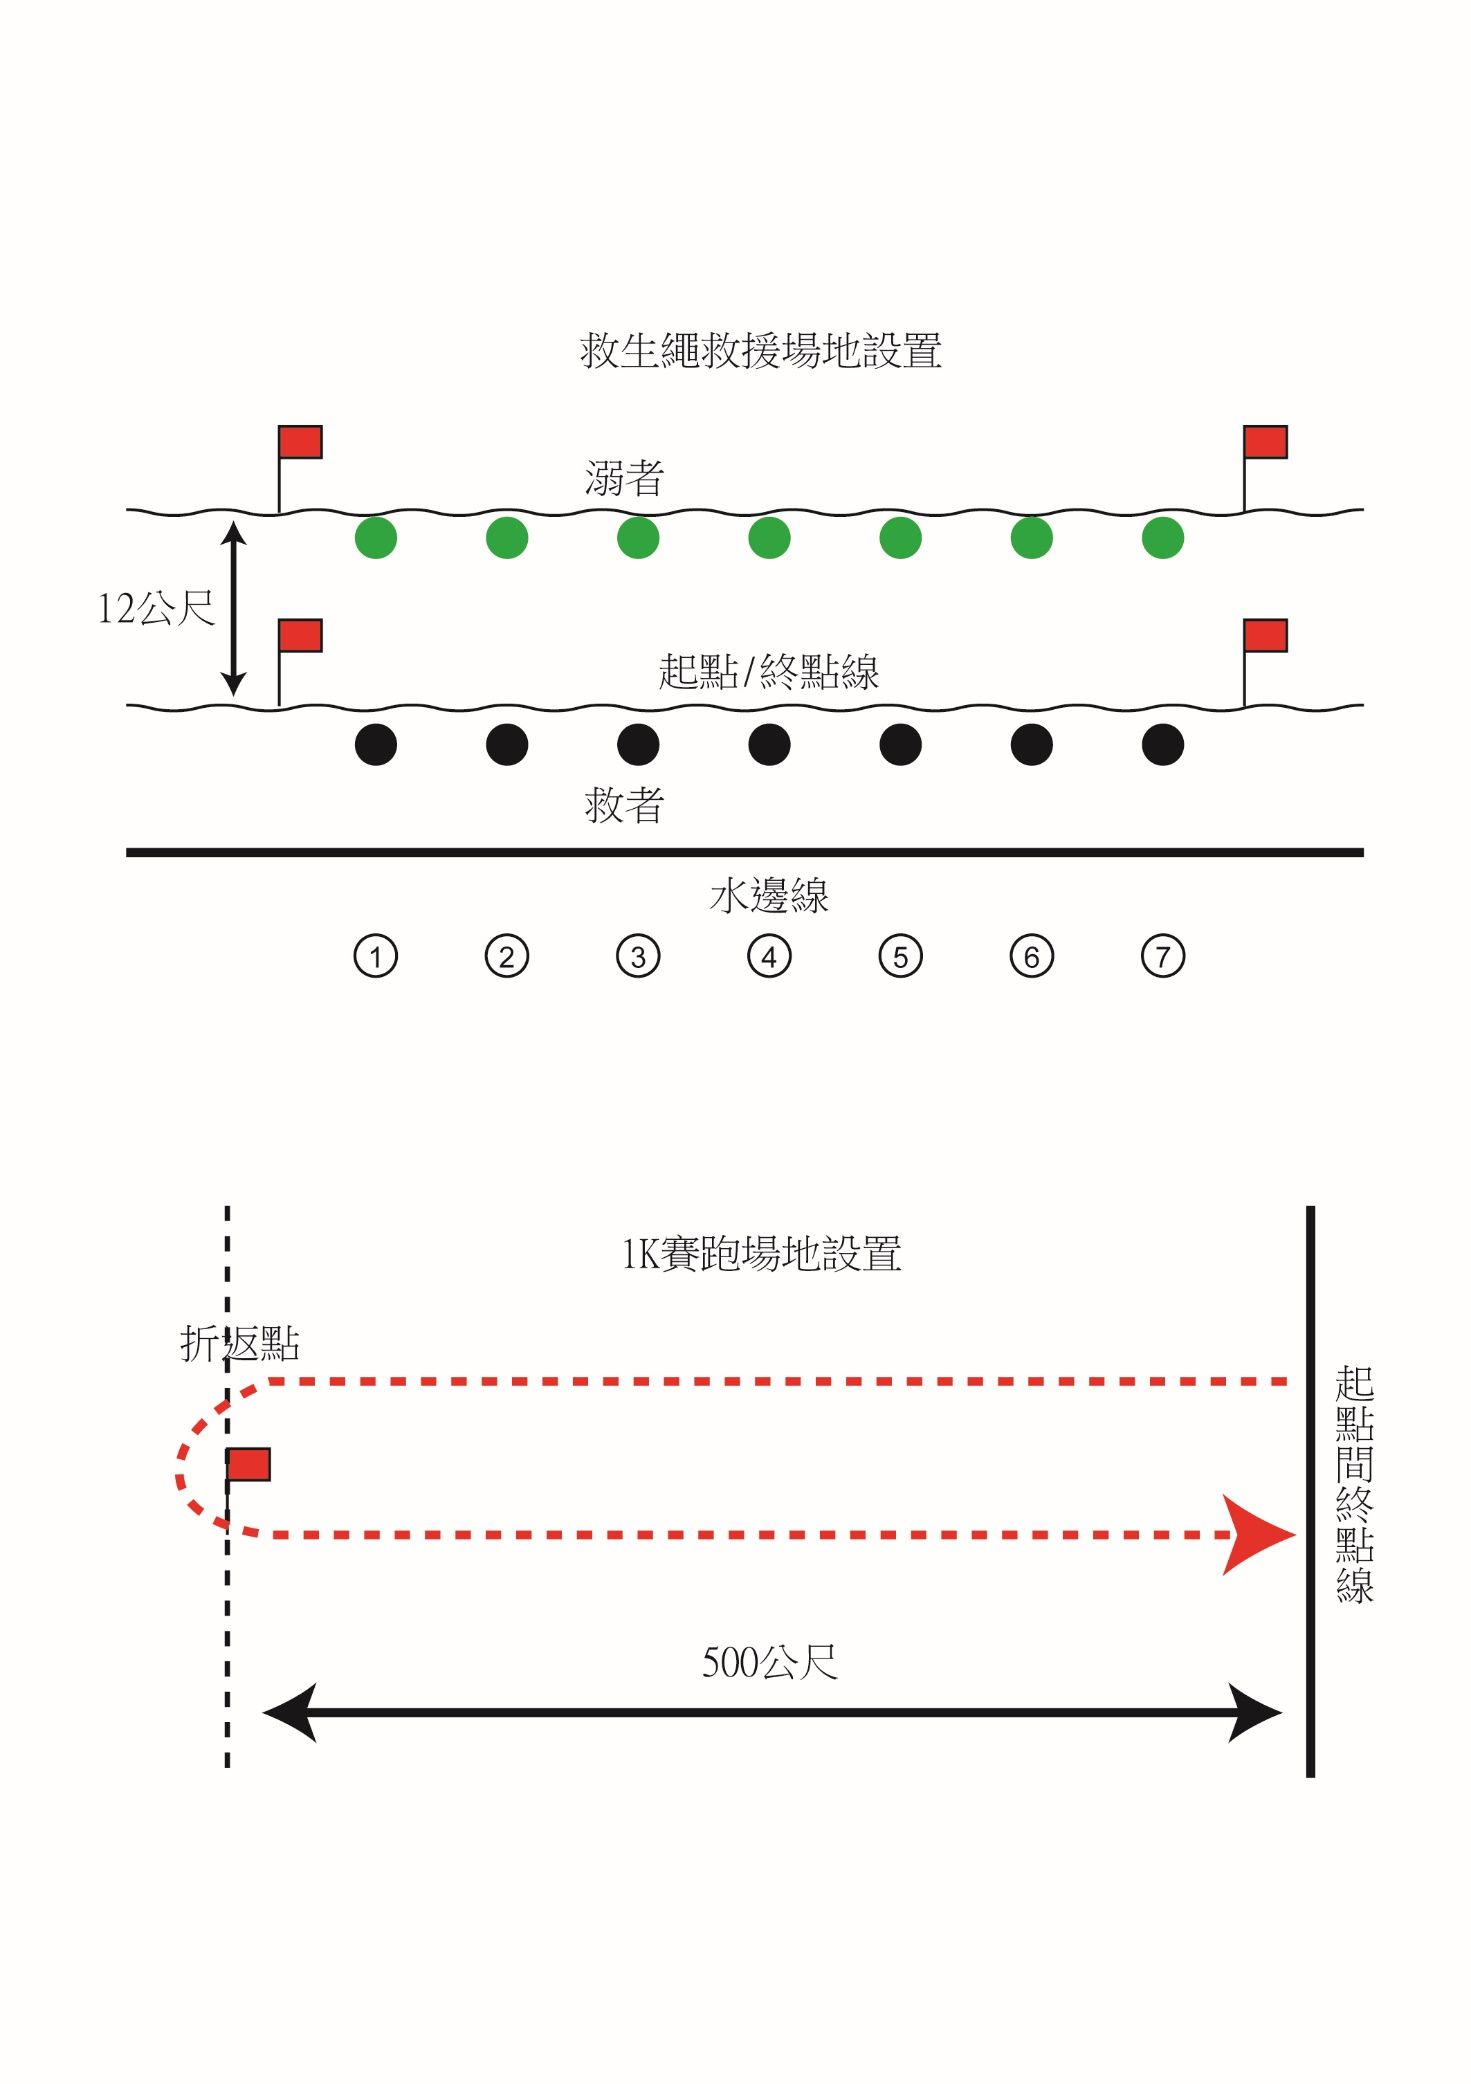 救生繩救援場地設置
溺者
12公尺
起點/終點線
救者
水邊線
1 2 3 4 5 6 7
1K賽跑場地設置
折返點
起點間終點線
500公尺